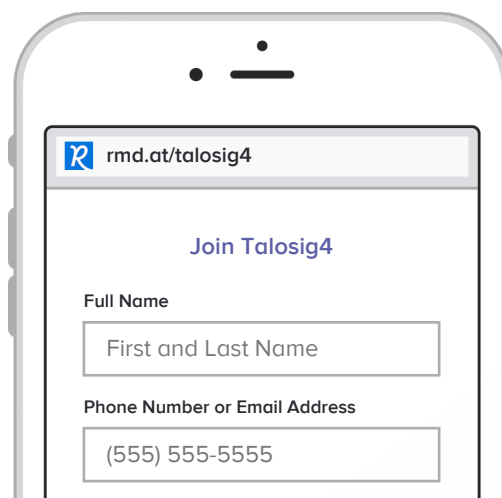 rmd.at/talosig4
Join Talosig4
Full Name
First and Last Name
Phone Number or Email Address
(555) 555-5555